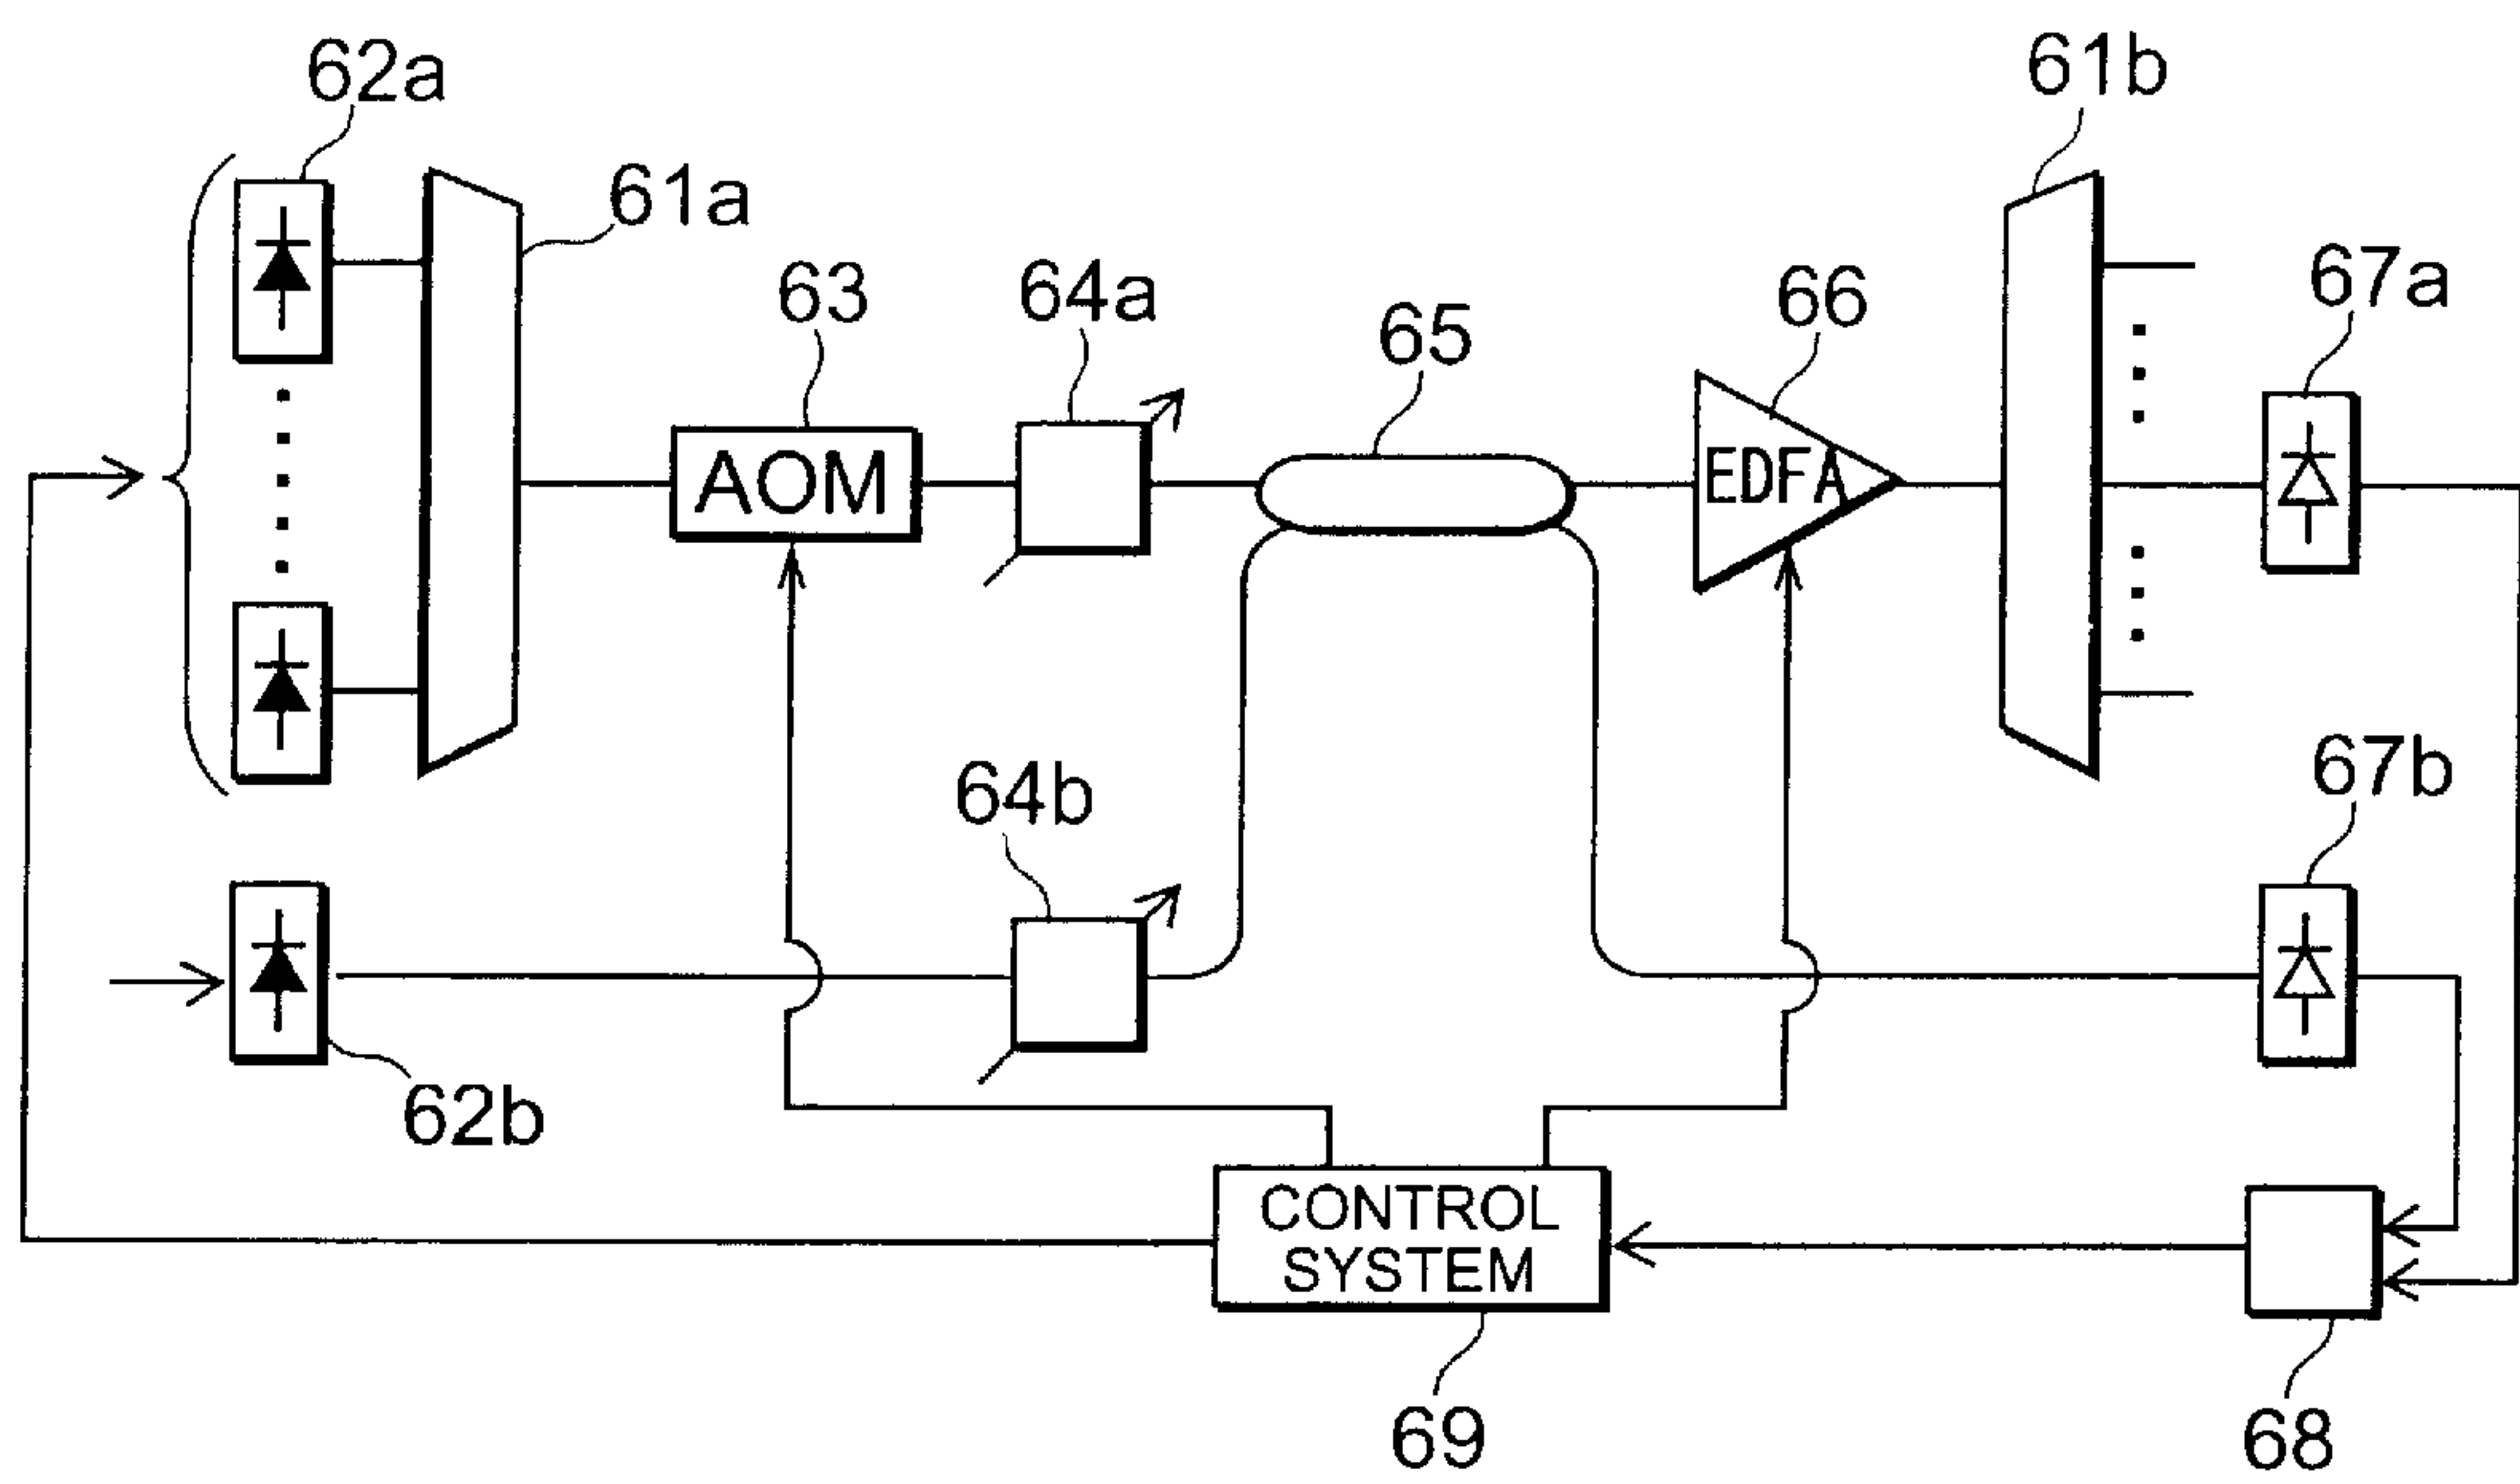 62a
61b
61a
63
64a
65
66
67a
AOM
EDFA
64b
67b
62b
CONTROL
SYSTEM
69
68